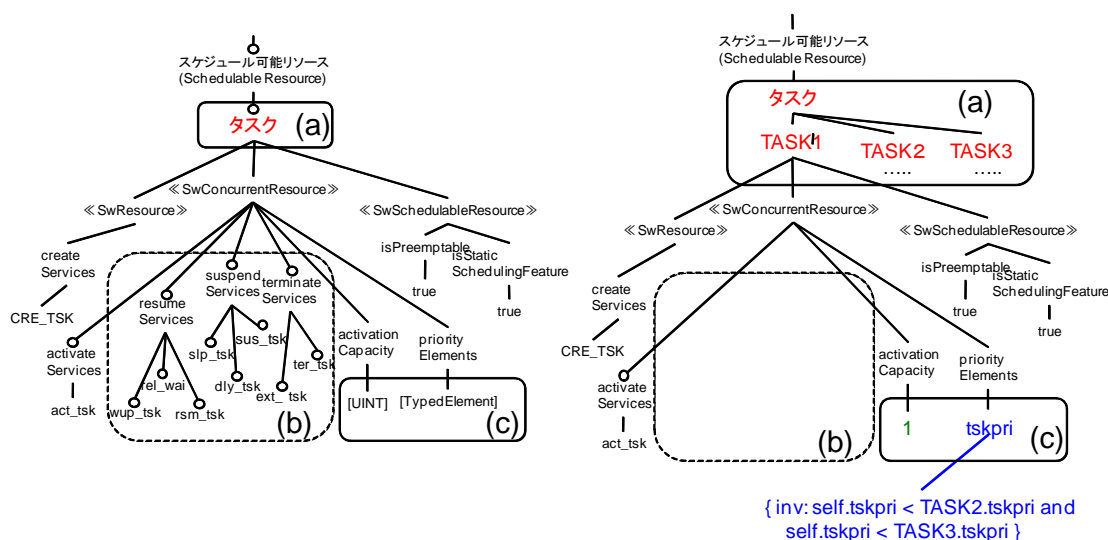 スケジュール可能リソース
(Schedulable Resource)
タスク
(a)
≪SwConcurrentResource≫
≪SwResource≫
≪SwSchedulableResource≫
create
Services
CRE_TSK
activate
Services
act_tsk
resume
Services
wup_tsk
rel_wai
rsm_tsk
suspend
Services
slp_tsk
dly_tsk
sus_tsk
terminate
Services
ext_ tsk
ter_tsk
(b)
activation
Capacity
[UINT]
priority
Elements
[TypedElement]
(c)
isPreemptable
true
isStatic
SchedulingFeature
true
スケジュール可能リソース
(Schedulable Resource)
タスク
(a)
TASK1
TASK2
TASK3
.....
.....
≪SwConcurrentResource≫
≪SwResource≫
≪SwSchedulableResource≫
create
Services
CRE_TSK
activate
Services
act_tsk
(b)
activation
Capacity
1
priority
Elements
tskpri
(c)
isPreemptable
true
isStatic
SchedulingFeature
true
{ inv: self.tskpri < TASK2.tskpri and
self.tskpri < TASK3.tskpri }